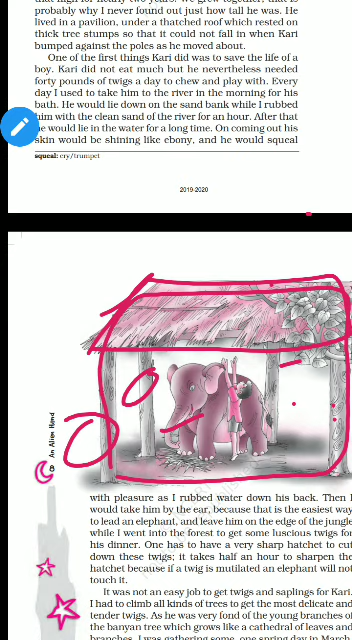 probably why I never found out just how tall he was. He
lived in a pavilion, under a thatched roof which rested on
thick tree stumps so that it could not fall in when Kari
bumped against the poles as he moved about.
One of the first things Kari did was to save the life of a
boy. Kari did not eat much but he nevertheless needed
forty pounds of twigs a day to chew and play with. Every
day I used to take him to the river in the morning for his
bath. He would lie down on the sand bank while I rubbed
him with the clean sand of the river for an hour. After that
he would lie in the water for a long time. On coming out his
skin would be shining like ebony, and he would squeal
squeal: cry/trumpet
2019-2020
An Alien Hand
with pleasure as I rubbed water down his back. Then I
would take him by the ear, because that is the easiest way
to lead an elephant, and leave him on the edge of the jungle
while I went into the forest to get some luscious twigs for
his dinner. One has to have a very sharp hatchet to cut
down these twigs; it takes half an hour to sharpen the
hatchet because if a twig is mutilated an elephant will not
touch it.
It was not an easy job to get twigs and saplings for Kari.
I had to climb all kinds of trees to get the most delicate and
tender twigs. As he was very fond of the young branches of
the banyan tree which grows like a cathedral of leaves and
branches, I was gathering some, one spring day in March